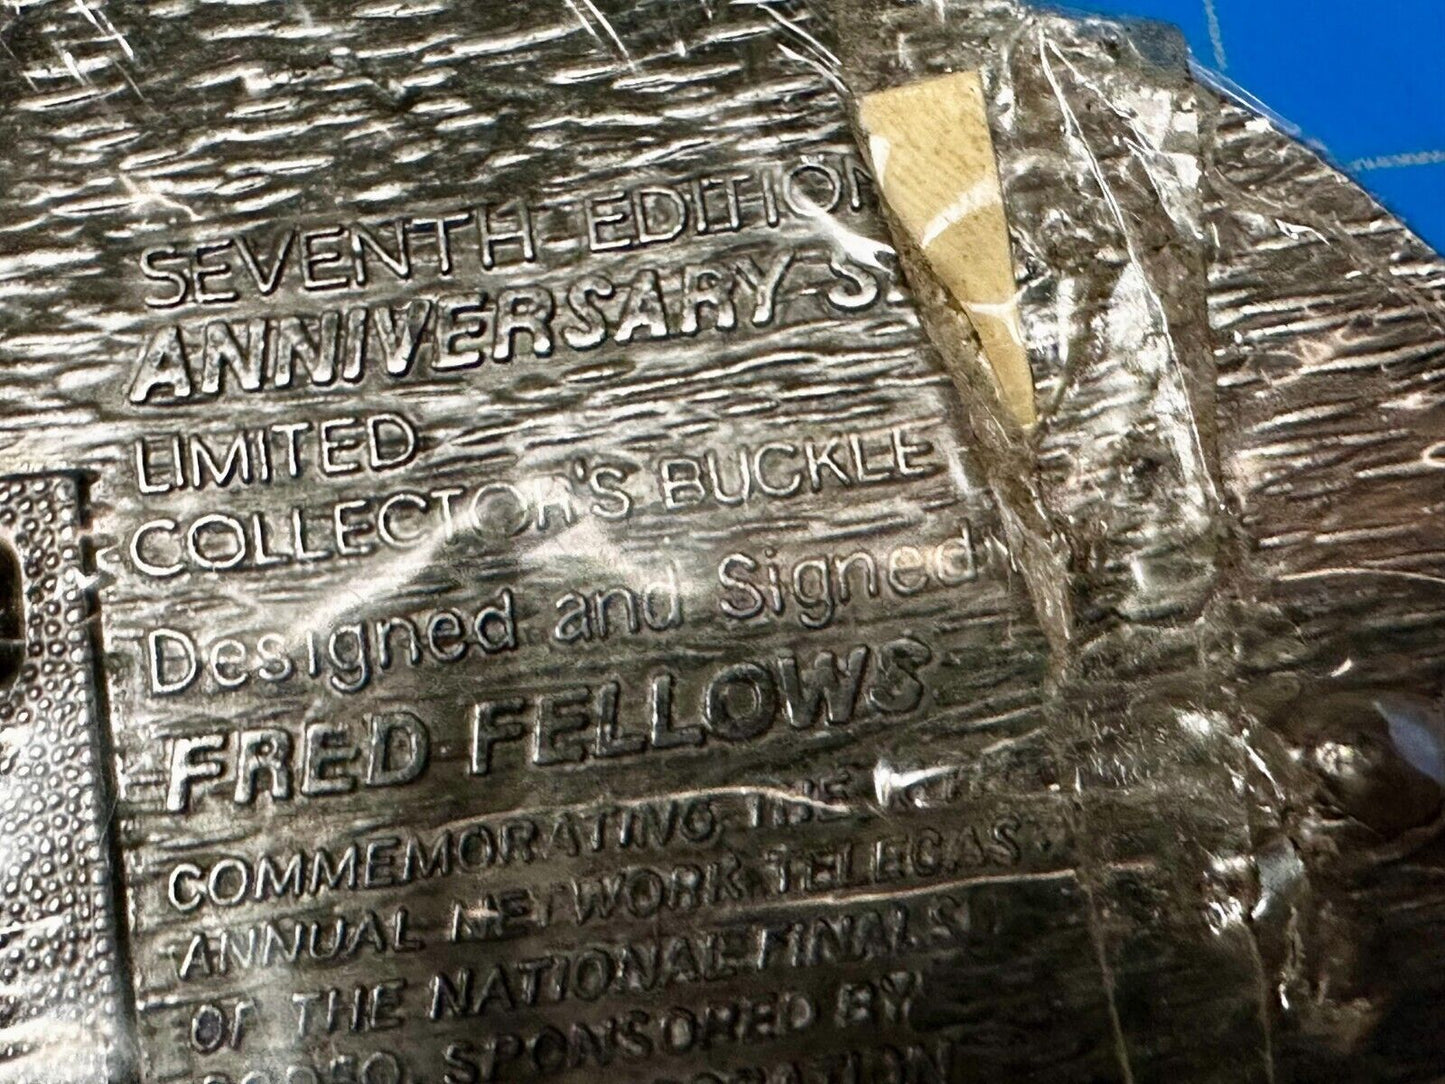 SEVENTH EDITION
ANNIVERSARY
LIMITED
COLLECTOR'S BUCKLE
Designed and Signed
FRED FELLOWS
COMMEMORATING THE
ANNUAL NETWORK TELECAS
OF THE NATIONAL FINALS
SPONSORED BY